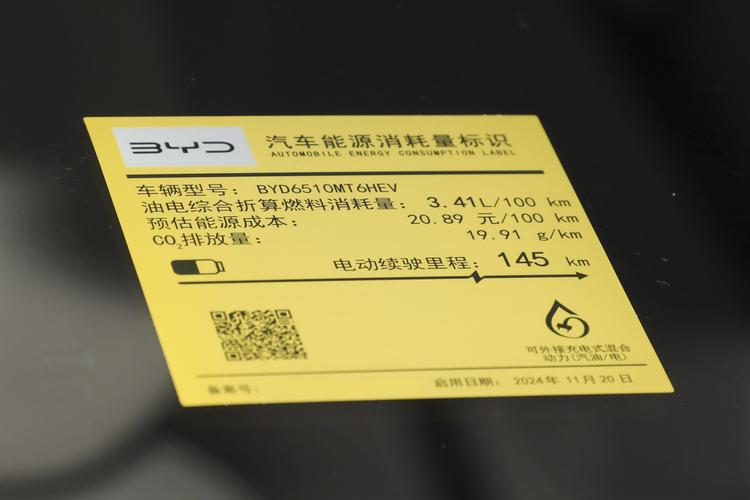 BYD 汽车能源消耗量标识
AUTOMOBILE ENERGY CONSUMPTION LABEL
车辆型号: BYD6510MT6HEV
油电综合折算燃料消耗量: 3.41L/100 km
预估能源成本: 20.89 元/100 km
CO₂排放量: 19.91 g/km
电动续驶里程: 145 km
可外接充电式混合
动力(汽油/电)
备案号: 启用日期: 2024年 11月 20 日